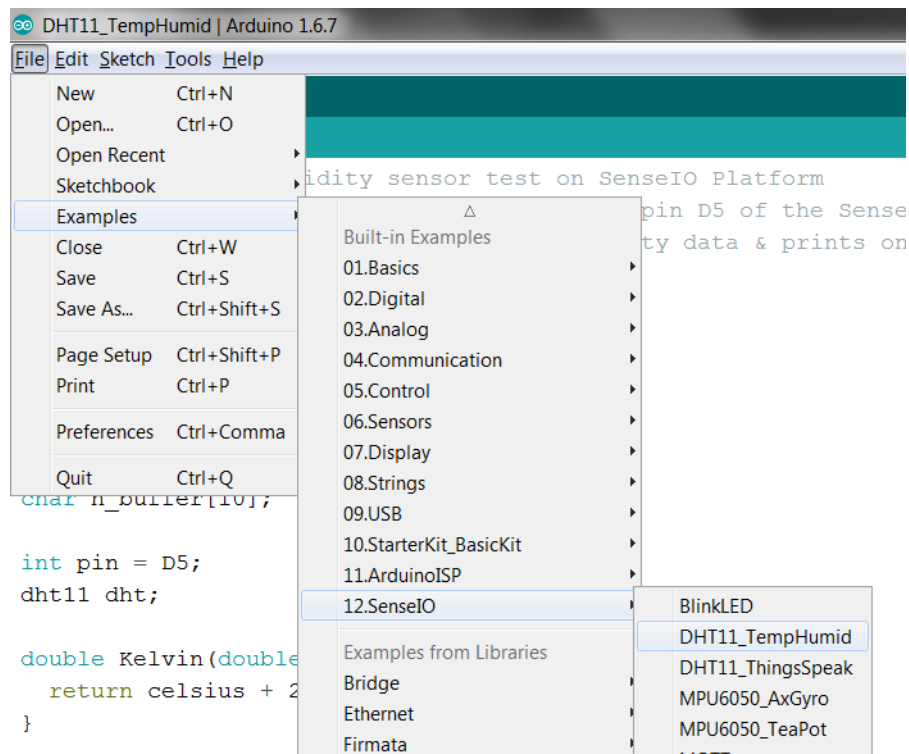 DHT11_TempHumid | Arduino 1.6.7
File Edit Sketch Tools Help
New Ctrl+N
Open... Ctrl+O
Open Recent
Sketchbook
Examples
Close Ctrl+W
Save Ctrl+S
Save As... Ctrl+Shift+S
Page Setup Ctrl+Shift+P
Print Ctrl+P
Preferences Ctrl+Comma
Quit Ctrl+Q
Built-in Examples
01.Basics
02.Digital
03.Analog
04.Communication
05.Control
06.Sensors
07.Display
08.Strings
09.USB
10.StarterKit_BasicKit
11.ArduinoISP
12.SenseIO
Examples from Libraries
Bridge
Ethernet
Firmata
BlinkLED
DHT11_TempHumid
DHT11_ThingsSpeak
MPU6050_AxGyro
MPU6050_TeaPot
idity sensor test on SenseIO Platform
pin D5 of the Sense
ty data & prints on
char h_buffer[10];
int pin = D5;
dht11 dht;
double Kelvin(double
return celsius + 2
}